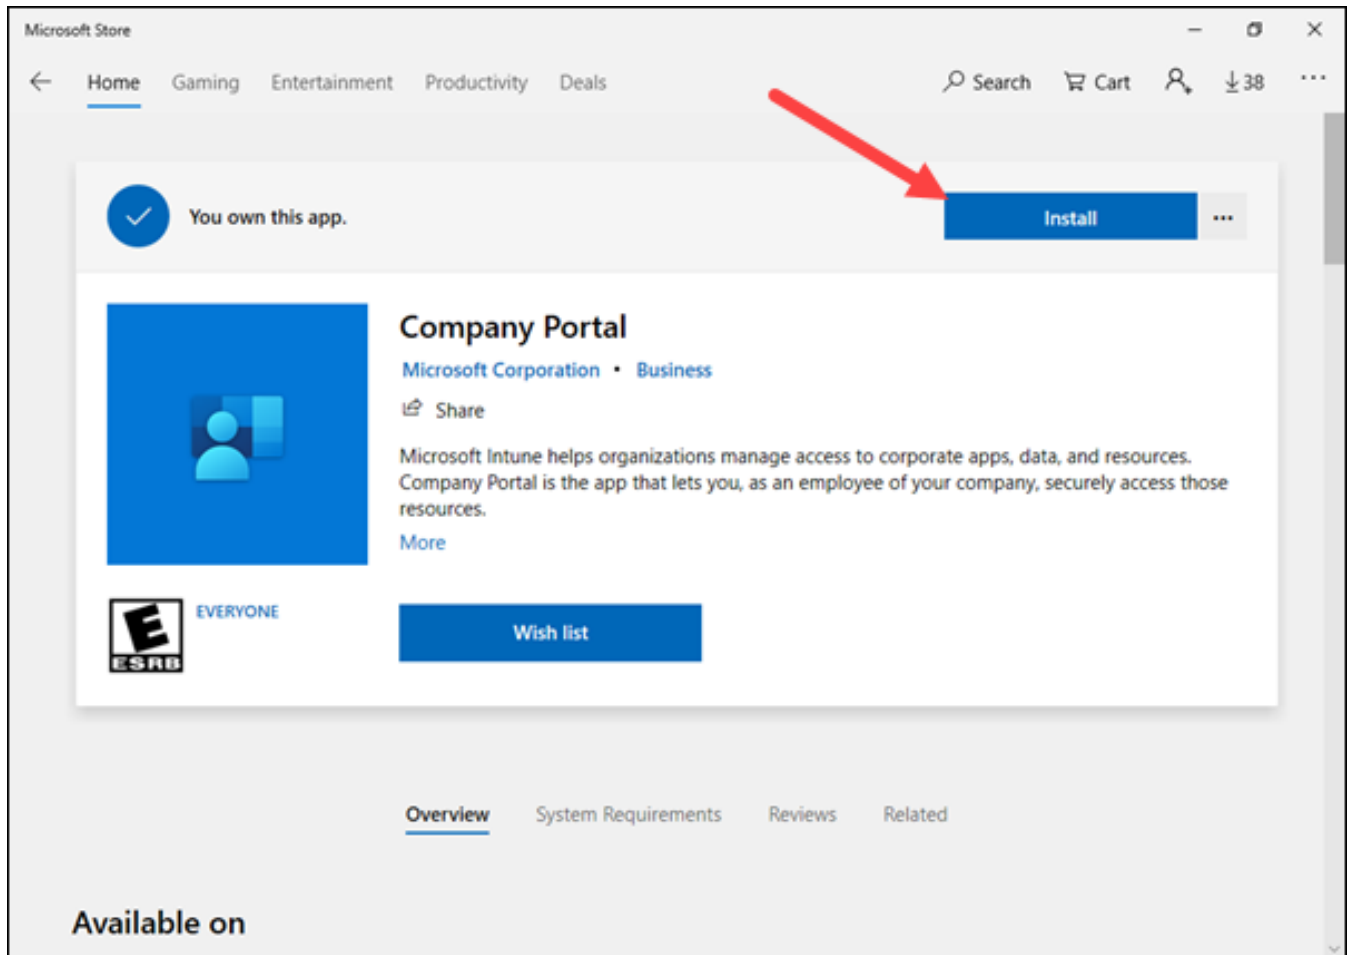 Microsoft Store
Home Gaming Entertainment Productivity Deals Search Cart 38
You own this app.
Install
Company Portal
Microsoft Corporation • Business
Share
Microsoft Intune helps organizations manage access to corporate apps, data, and resources.
Company Portal is the app that lets you, as an employee of your company, securely access those
resources.
More
E
ESRB
EVERYONE
Wish list
Overview System Requirements Reviews Related
Available on